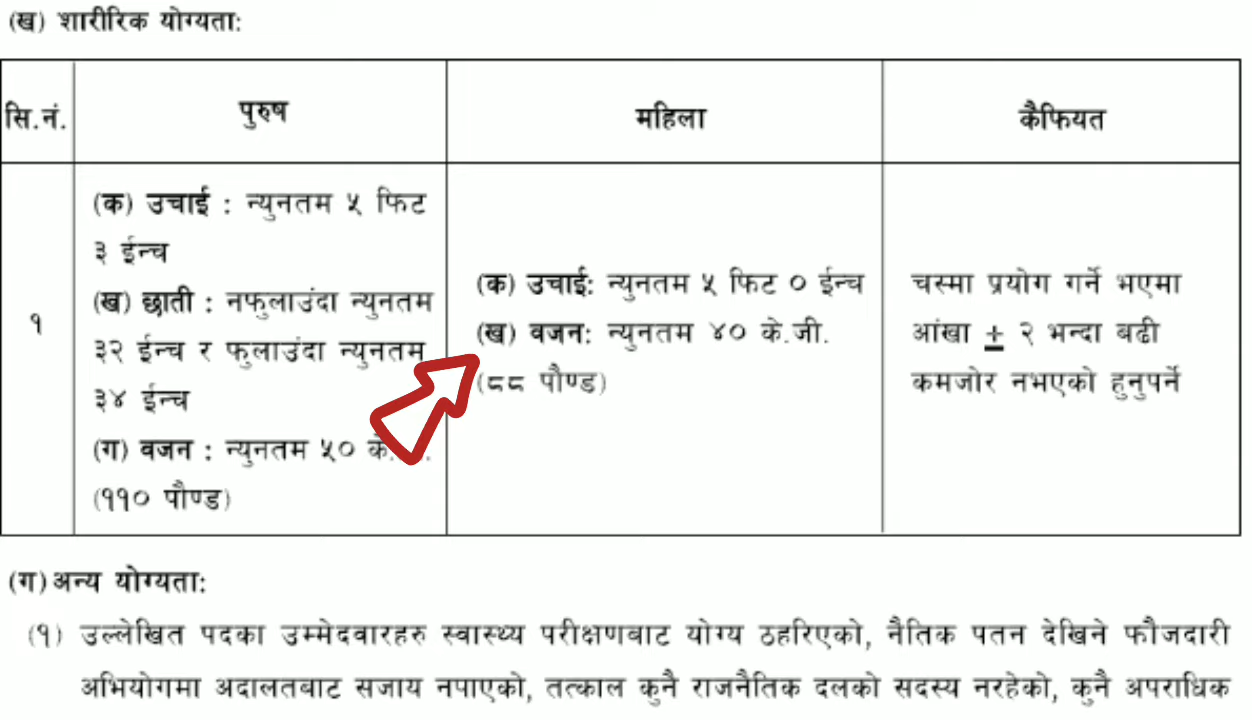 (ख) शारीरिक योग्यताः
सि.नं.
पुरुष
महिला
कैफियत
१
(क) उचाई : न्युनतम ५ फिट
३ ईन्च
(ख) छाती : नफुलाउंदा न्युनतम
३२ ईन्च र फुलाउंदा न्युनतम
३४ ईन्च
(ग) वजन : न्युनतम ५०
(११० पौण्ड)
(क) उचाईः न्युनतम ५ फिट ० ईन्च
(ख) वजनः न्युनतम ४० के.जी.
(८८ पौण्ड)
चस्मा प्रयोग गर्ने भएमा
आंखा ± २ भन्दा बढी
कमजोर नभएको हुनुपर्ने
(ग) अन्य योग्यताः
(१) उल्लेखित पदका उम्मेदवारहरु स्वास्थ्य परीक्षणबाट योग्य ठहरिएको, नैतिक पतन देखिने फौजदारी
अभियोगमा अदालतबाट सजाय नपाएको, तत्काल कुनै राजनैतिक दलको सदस्य नरहेको, कुनै अपराधिक